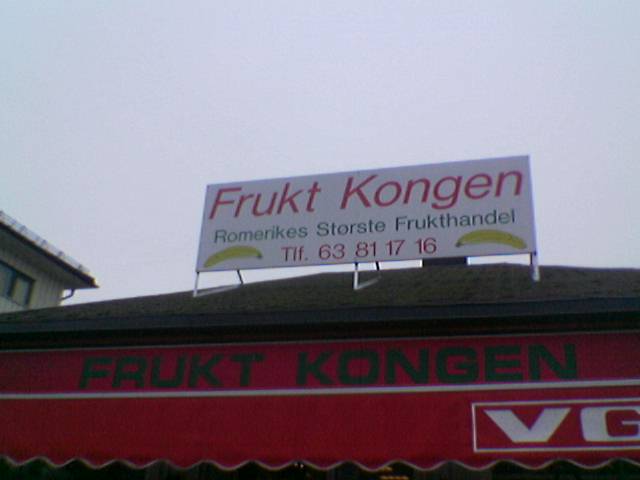 Frukt Kongen
Romerikes Største Frukthandel
Tlf. 63 81 17 16
FRUKT KONGEN
VG